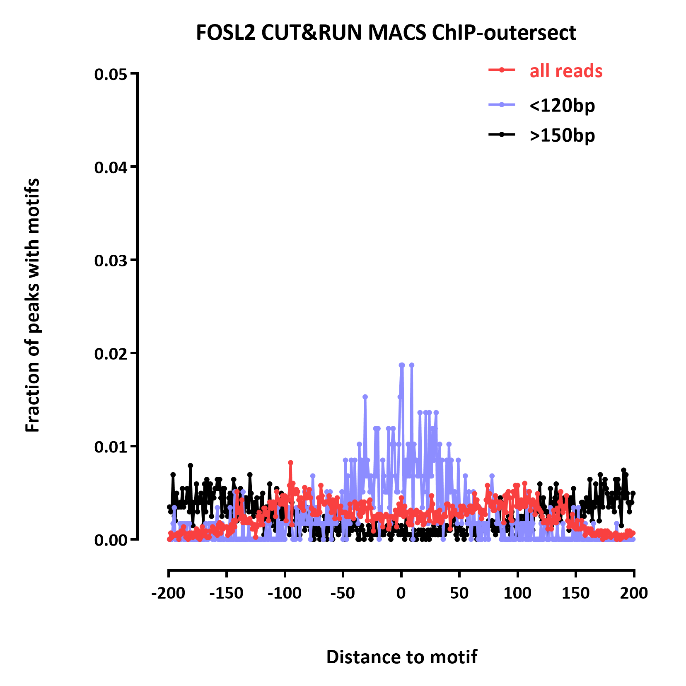 FOSL2 CUT&RUN MACS ChIP-outersect
all reads
<120bp
>150bp
0.05
0.04
0.03
0.02
0.01
0.00
Fraction of peaks with motifs
-200 -150 -100 -50 0 50 100 150 200
Distance to motif